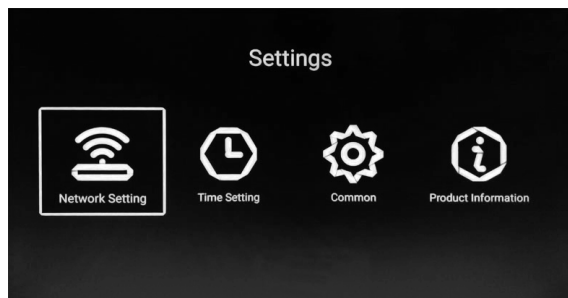 Settings
Network Setting
Time Setting
Common
Product Information